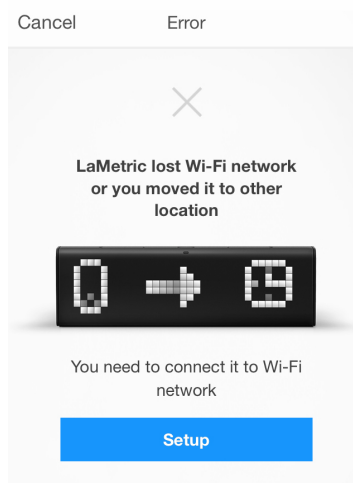 Cancel Error
LaMetric lost Wi-Fi network
or you moved it to other
location
You need to connect it to Wi-Fi
network
Setup